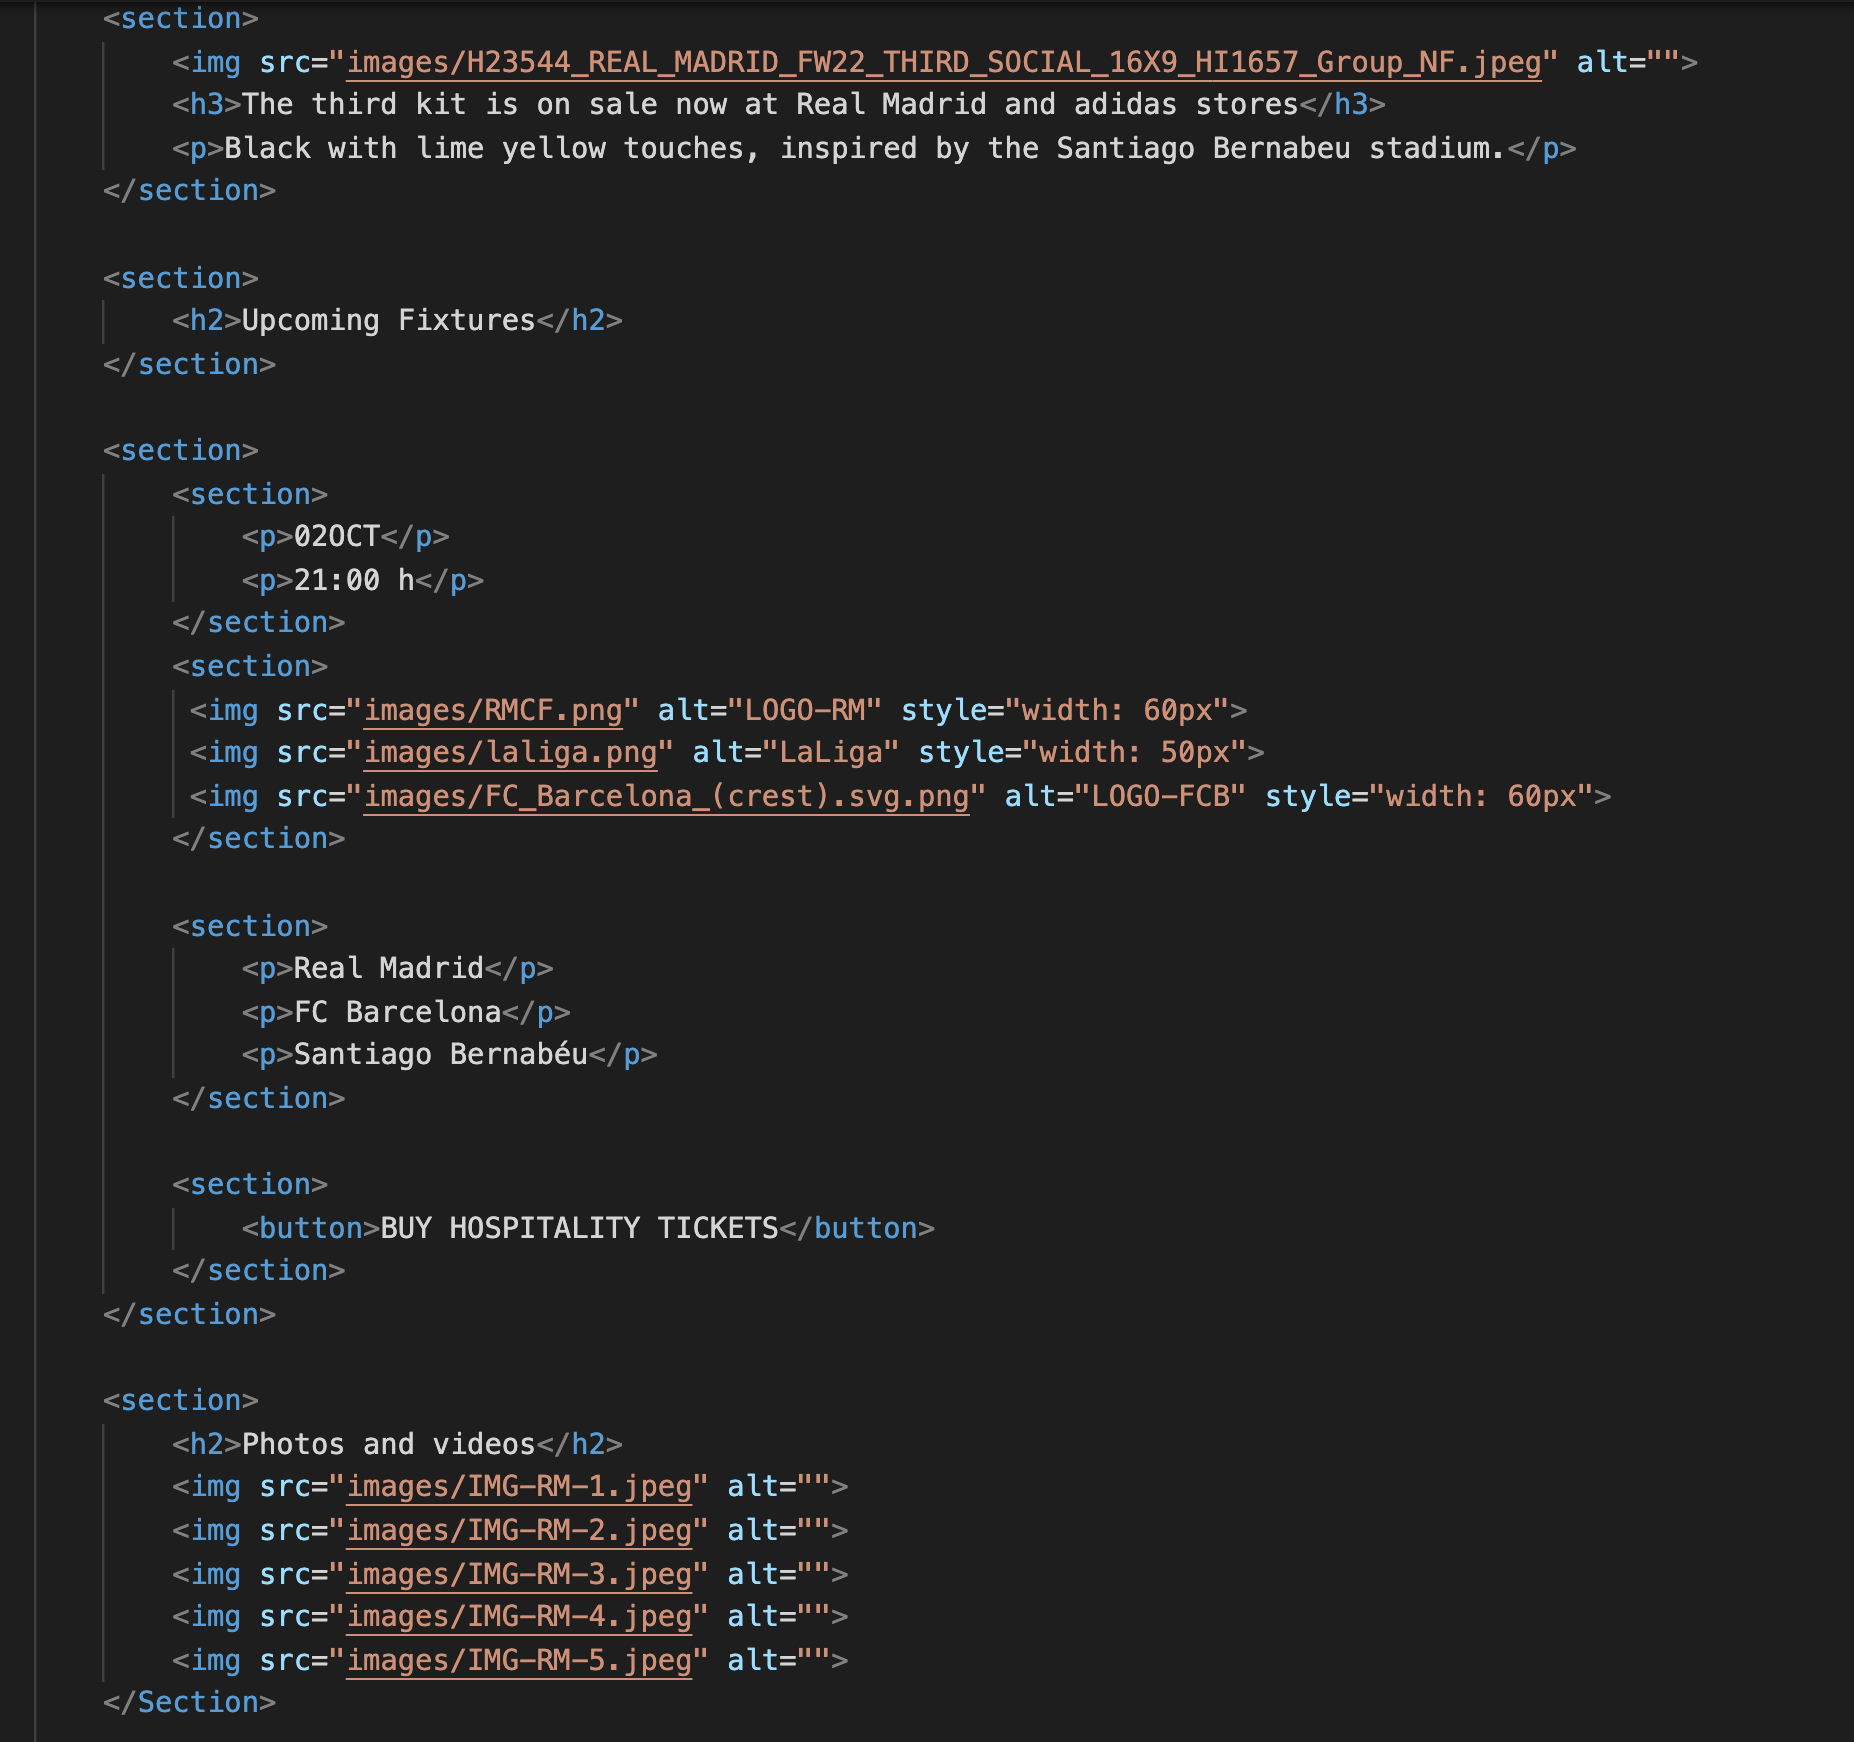 <section>
<img src="images/H23544_REAL_MADRID_FW22_THIRD_SOCIAL_16X9_HI1657_Group_NF.jpeg" alt="">
<h3>The third kit is on sale now at Real Madrid and adidas stores</h3>
<p>Black with lime yellow touches, inspired by the Santiago Bernabeu stadium.</p>
</section>
<section>
<h2>Upcoming Fixtures</h2>
</section>
<section>
<section>
<p>02OCT</p>
<p>21:00 h</p>
</section>
<section>
<img src="images/RMCF.png" alt="LOGO-RM" style="width: 60px">
<img src="images/laliga.png" alt="LaLiga" style="width: 50px">
<img src="images/FC_Barcelona_(crest).svg.png" alt="LOGO-FCB" style="width: 60px">
</section>
<section>
<p>Real Madrid</p>
<p>FC Barcelona</p>
<p>Santiago Bernabéu</p>
</section>
<section>
<button>BUY HOSPITALITY TICKETS</button>
</section>
</section>
<section>
<h2>Photos and videos</h2>
<img src="images/IMG-RM-1.jpeg" alt="">
<img src="images/IMG-RM-2.jpeg" alt="">
<img src="images/IMG-RM-3.jpeg" alt="">
<img src="images/IMG-RM-4.jpeg" alt="">
<img src="images/IMG-RM-5.jpeg" alt="">
</Section>